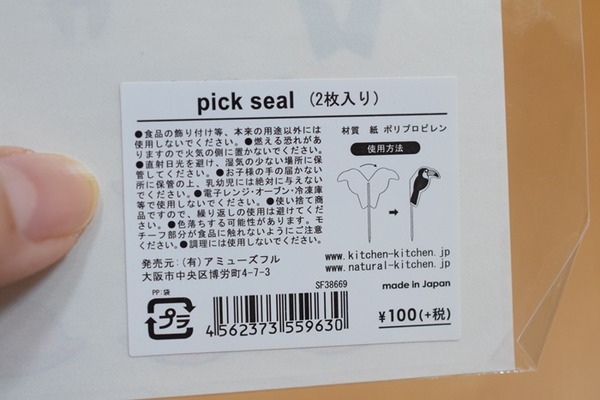 pick seal (2枚入り)
●食品の飾り付け等、本来の用途以外には
使用しないでください。●燃える恐れがあ
りますので火気の側に置かないでください。
●直射日光を避け、湿気の少ない場所に保
管してください。●お子様の手の届かない
所に保管の上、乳幼児には絶対に与えない
でください。●電子レンジ・オーブン・冷凍庫
等で使用しないでください。●使い捨て商
品ですので、繰り返しの使用は避けてくださ
い。●色落ちする可能性があります。モ
チーフ部分が食品に触れないようにご注意
ください。●調理には使用しないでください。
発売元：(有)アミューズフル
大阪市中央区博労町4-7-3
材質 紙 ポリプロピレン
使用方法
www.kitchen-kitchen.jp
www.natural-kitchen.jp
SF38669
made in Japan
PP:袋
プラ
4562373559630
¥100(+税)